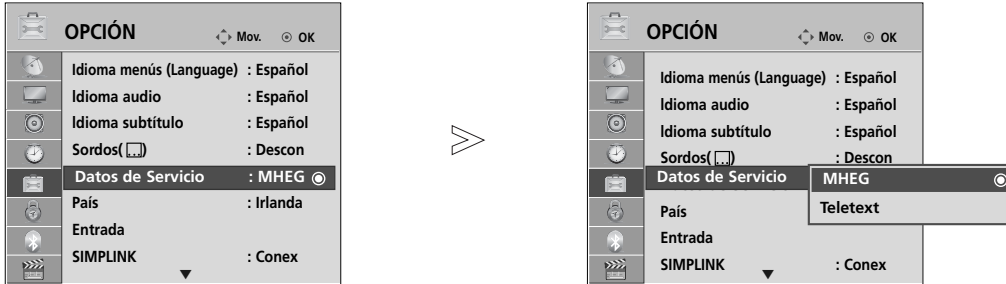 OPCIÓN Mov. OK
Idioma menús (Language) : Español
Idioma audio : Español
Idioma subtítulo : Español
Sordos( ) : Descon
Datos de Servicio : MHEG
País : Irlanda
Entrada
SIMPLINK : Conex
OPCIÓN Mov. OK
Idioma menús (Language) : Español
Idioma audio : Español
Idioma subtítulo : Español
Sordos( ) : Descon
Datos de Servicio
MHEG
Teletext
País
Entrada
SIMPLINK : Conex